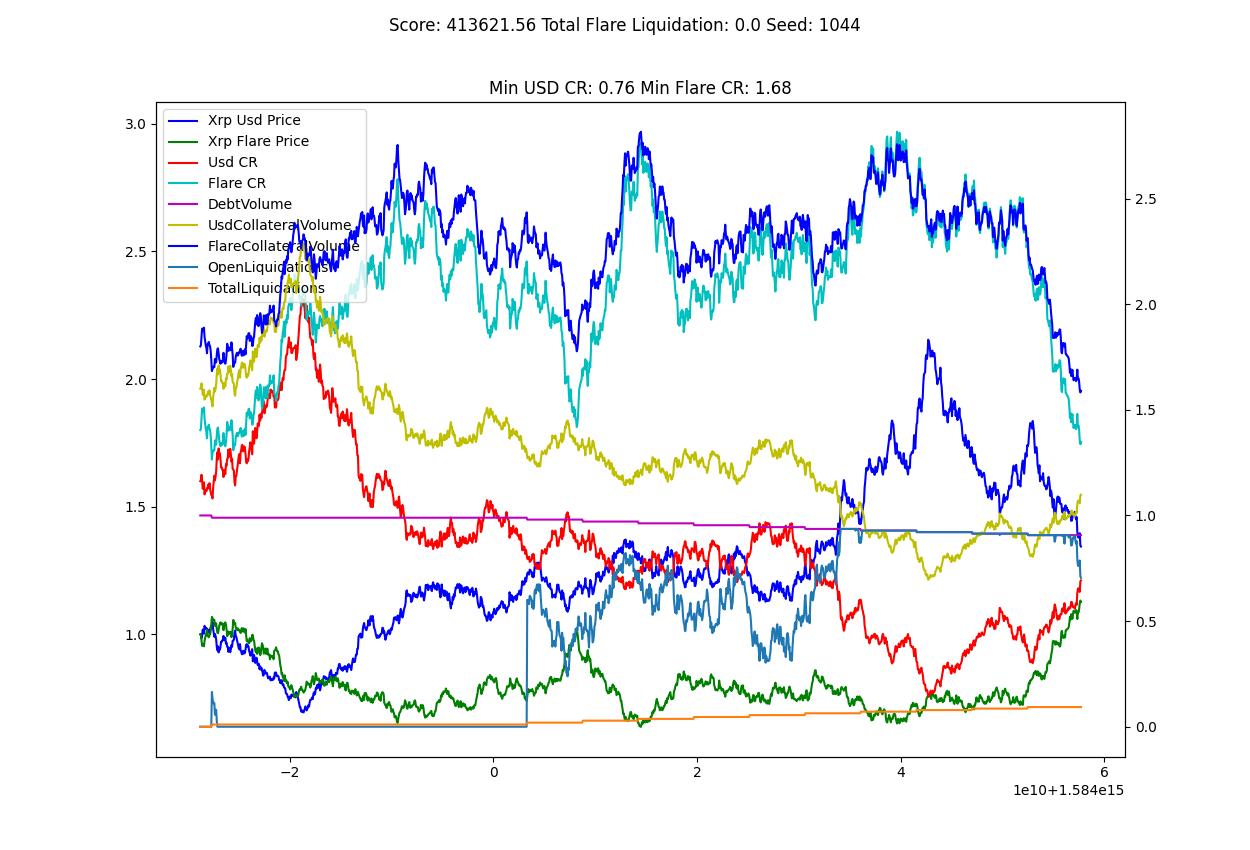 Score: 413621.56 Total Flare Liquidation: 0.0 Seed: 1044
Min USD CR: 0.76 Min Flare CR: 1.68
Xrp Usd Price
Xrp Flare Price
Usd CR
Flare CR
DebtVolume
UsdCollateralVolume
FlareCollateralVolume
OpenLiquidations
TotalLiquidations
3.0
2.5
2.0
1.5
1.0
2.5
2.0
1.5
1.0
0.5
0.0
−2 0 2 4 6
1e10+1.584e15